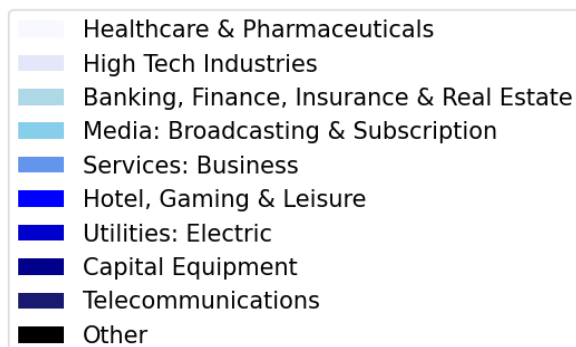 Healthcare & Pharmaceuticals
High Tech Industries
Banking, Finance, Insurance & Real Estate
Media: Broadcasting & Subscription
Services: Business
Hotel, Gaming & Leisure
Utilities: Electric
Capital Equipment
Telecommunications
Other